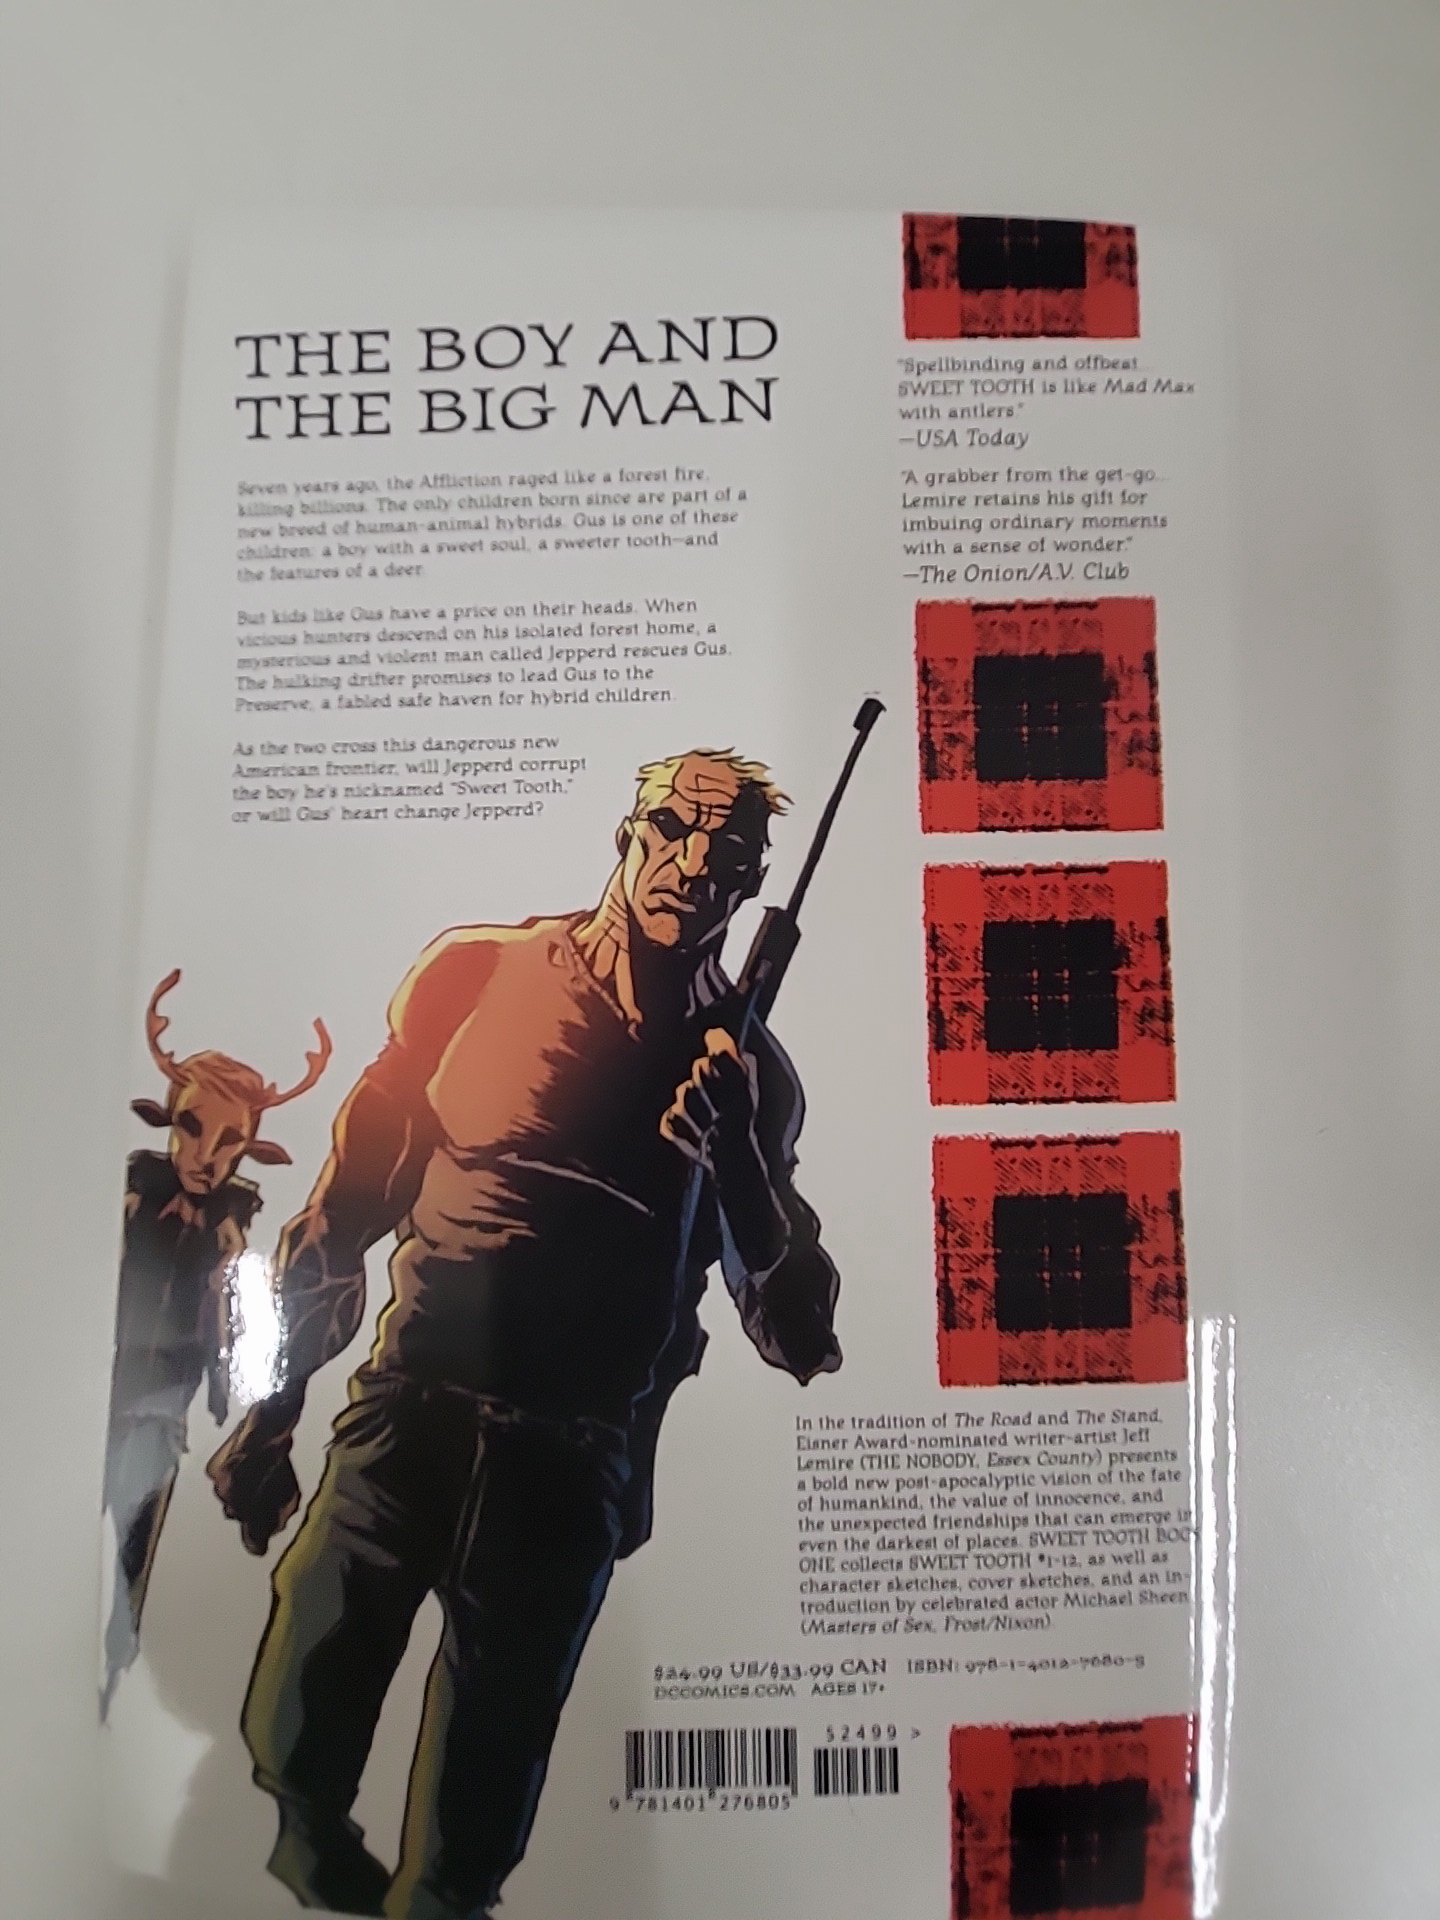 THE BOY AND
THE BIG MAN
Seven years ago, the Affliction raged like a forest fire,
killing billions. The only children born since are part of a
new breed of human-animal hybrids. Gus is one of these
children: a boy with a sweet soul, a sweeter tooth—and
the features of a deer.
But kids like Gus have a price on their heads. When
vicious hunters descend on his isolated forest home, a
mysterious and violent man called Jepperd rescues Gus.
The hulking drifter promises to lead Gus to the
Preserve, a fabled safe haven for hybrid children.
As the two cross this dangerous new
American frontier, will Jepperd corrupt
the boy he's nicknamed "Sweet Tooth,"
or will Gus' heart change Jepperd?
"Spellbinding and offbeat...
SWEET TOOTH is like Mad Max
with antlers."
—USA Today
"A grabber from the get-go...
Lemire retains his gift for
imbuing ordinary moments
with a sense of wonder."
—The Onion/A.V. Club
In the tradition of The Road and The Stand,
Eisner Award-nominated writer-artist Jeff
Lemire (THE NOBODY, Essex County) presents
a bold new post-apocalyptic vision of the fate
of humankind, the value of innocence, and
the unexpected friendships that can emerge in
even the darkest of places. SWEET TOOTH BOOK
ONE collects SWEET TOOTH #1-12, as well as
character sketches, cover sketches, and an in-
troduction by celebrated actor Michael Sheen
(Masters of Sex, Frost/Nixon).
$24.99 US/$33.99 CAN ISBN: 978-1-4012-7680-5
DCCOMICS.COM AGES 17+
52499 >
9 781401 276805